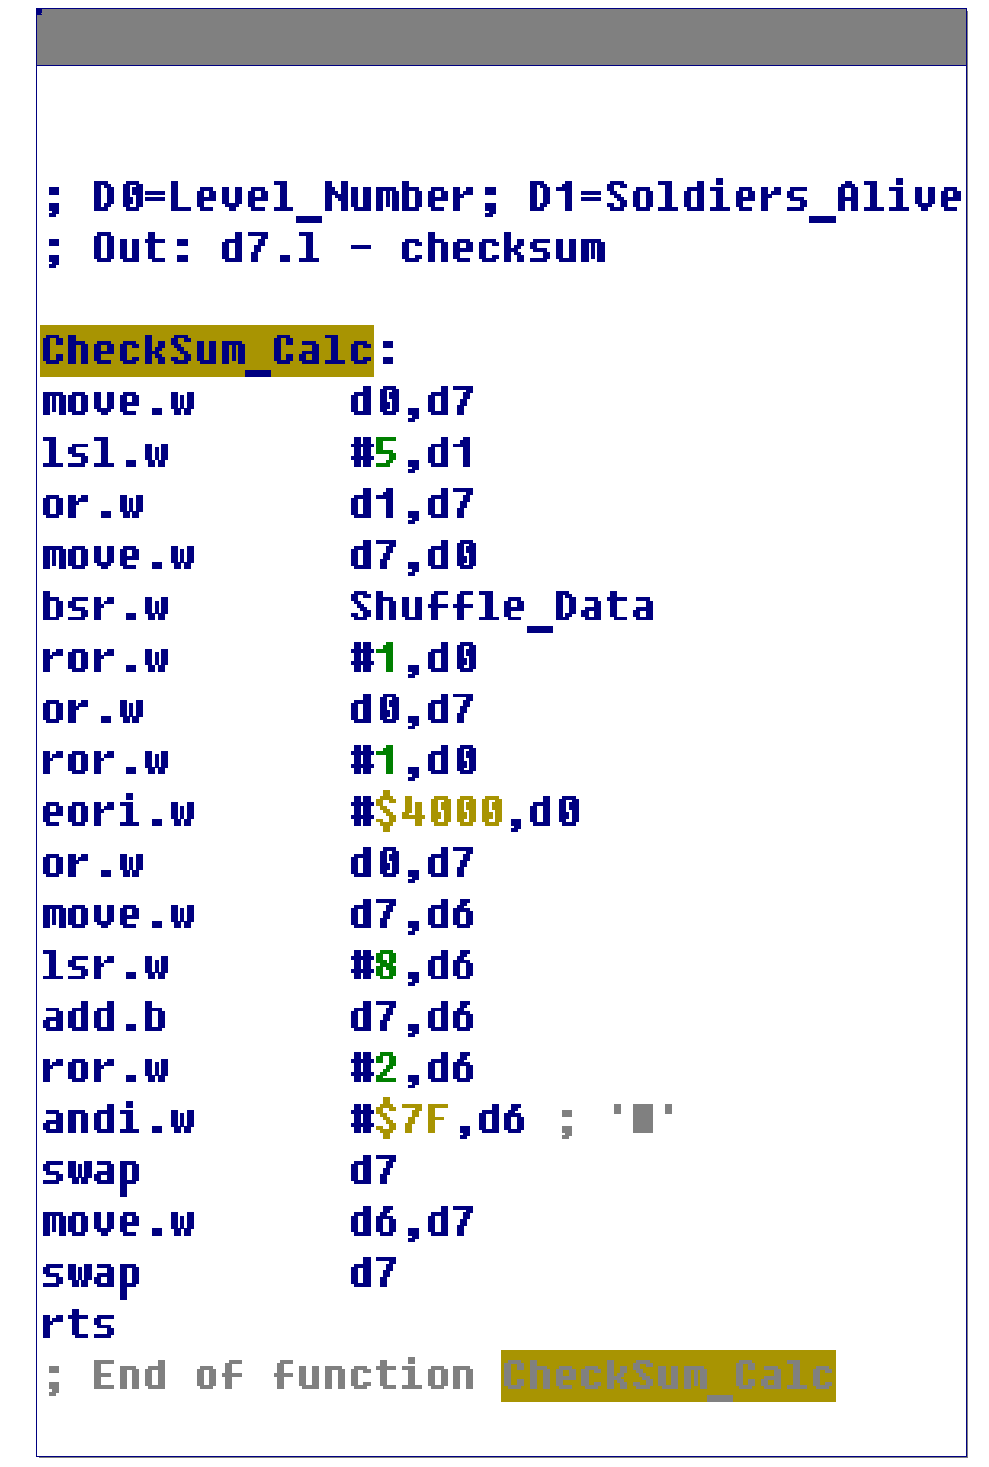 ; D0=Level_Number; D1=Soldiers_Alive
; Out: d7.l - checksum
CheckSum_Calc:
move.w d0,d7
lsl.w #5,d1
or.w d1,d7
move.w d7,d0
bsr.w Shuffle_Data
ror.w #1,d0
or.w d0,d7
ror.w #1,d0
eori.w #$4000,d0
or.w d0,d7
move.w d7,d6
lsr.w #8,d6
add.b d7,d6
ror.w #2,d6
andi.w #$7F,d6 ; '■'
swap d7
move.w d6,d7
swap d7
rts
; End of function CheckSum_Calc